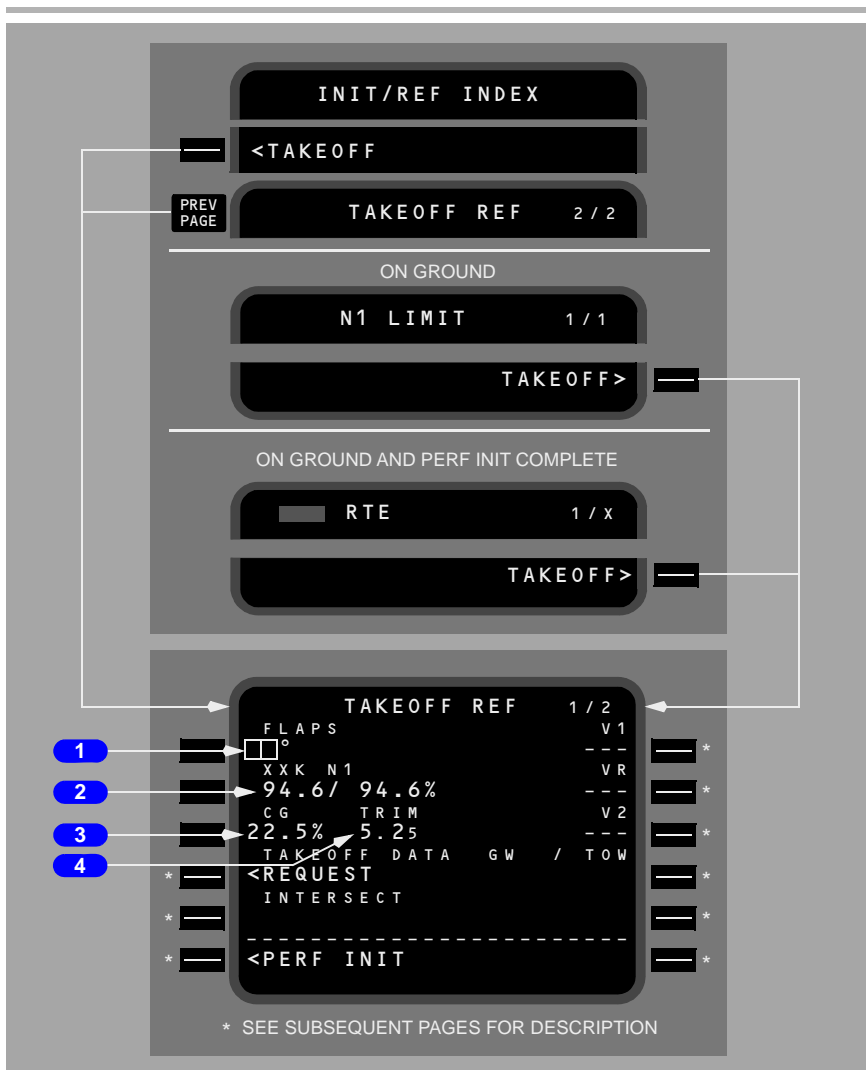 INIT/REF INDEX
<TAKEOFF
PREV
PAGE
TAKEOFF REF 2/2
ON GROUND
N1 LIMIT 1/1
TAKEOFF>
ON GROUND AND PERF INIT COMPLETE
RTE 1/X
TAKEOFF>
TAKEOFF REF 1/2
FLAPS V1
1 ° --- *
XXK N1 VR
2 94.6/ 94.6% --- *
CG TRIM V2
3 22.5% 5.25 --- *
4
TAKEOFF DATA GW / TOW
* <REQUEST *
INTERSECT
* *
------------------------
* <PERF INIT *
* SEE SUBSEQUENT PAGES FOR DESCRIPTION